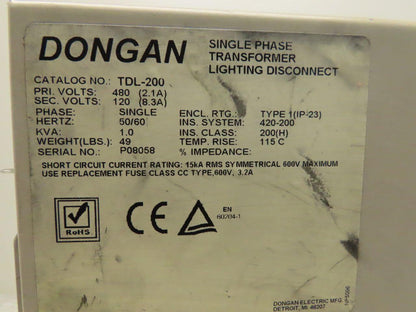 DONGAN
SINGLE PHASE
TRANSFORMER
LIGHTING DISCONNECT
CATALOG NO.: TDL-200
PRI. VOLTS: 480 (2.1A)
SEC. VOLTS: 120 (8.3A)
PHASE: SINGLE ENCL. RTG.: TYPE 1(IP-23)
HERTZ: 50/60 INS. SYSTEM: 420-200
KVA: 1.0 INS. CLASS: 200(H)
WEIGHT(LBS.): 49 TEMP. RISE: 115 C
SERIAL NO.: P08058 % IMPEDANCE:
SHORT CIRCUIT CURRENT RATING: 15kA RMS SYMMETRICAL 600V MAXIMUM
USE REPLACEMENT FUSE CLASS CC TYPE,600V, 3.2A
RoHS
CE
EN
60204-1
DONGAN ELECTRIC MFG
DETROIT, MI. 48207